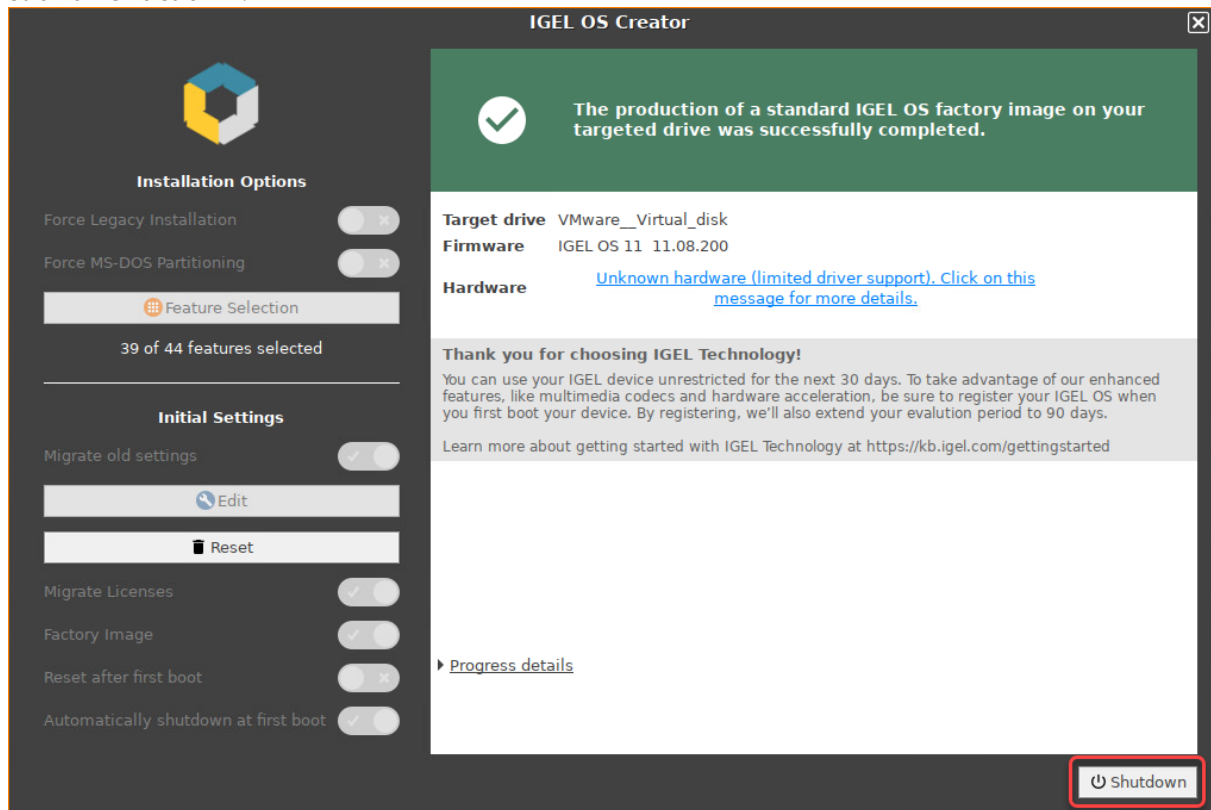 IGEL OS Creator
Installation Options
Force Legacy Installation
Force MS-DOS Partitioning
Feature Selection
39 of 44 features selected
Initial Settings
Migrate old settings
Edit
Reset
Migrate Licenses
Factory Image
Reset after first boot
Automatically shutdown at first boot
The production of a standard IGEL OS factory image on your
targeted drive was successfully completed.
Target drive VMware__Virtual_disk
Firmware IGEL OS 11 11.08.200
Hardware Unknown hardware (limited driver support). Click on this
message for more details.
Thank you for choosing IGEL Technology!
You can use your IGEL device unrestricted for the next 30 days. To take advantage of our enhanced
features, like multimedia codecs and hardware acceleration, be sure to register your IGEL OS when
you first boot your device. By registering, we’ll also extend your evalution period to 90 days.
Learn more about getting started with IGEL Technology at https://kb.igel.com/gettingstarted
Progress details
Shutdown